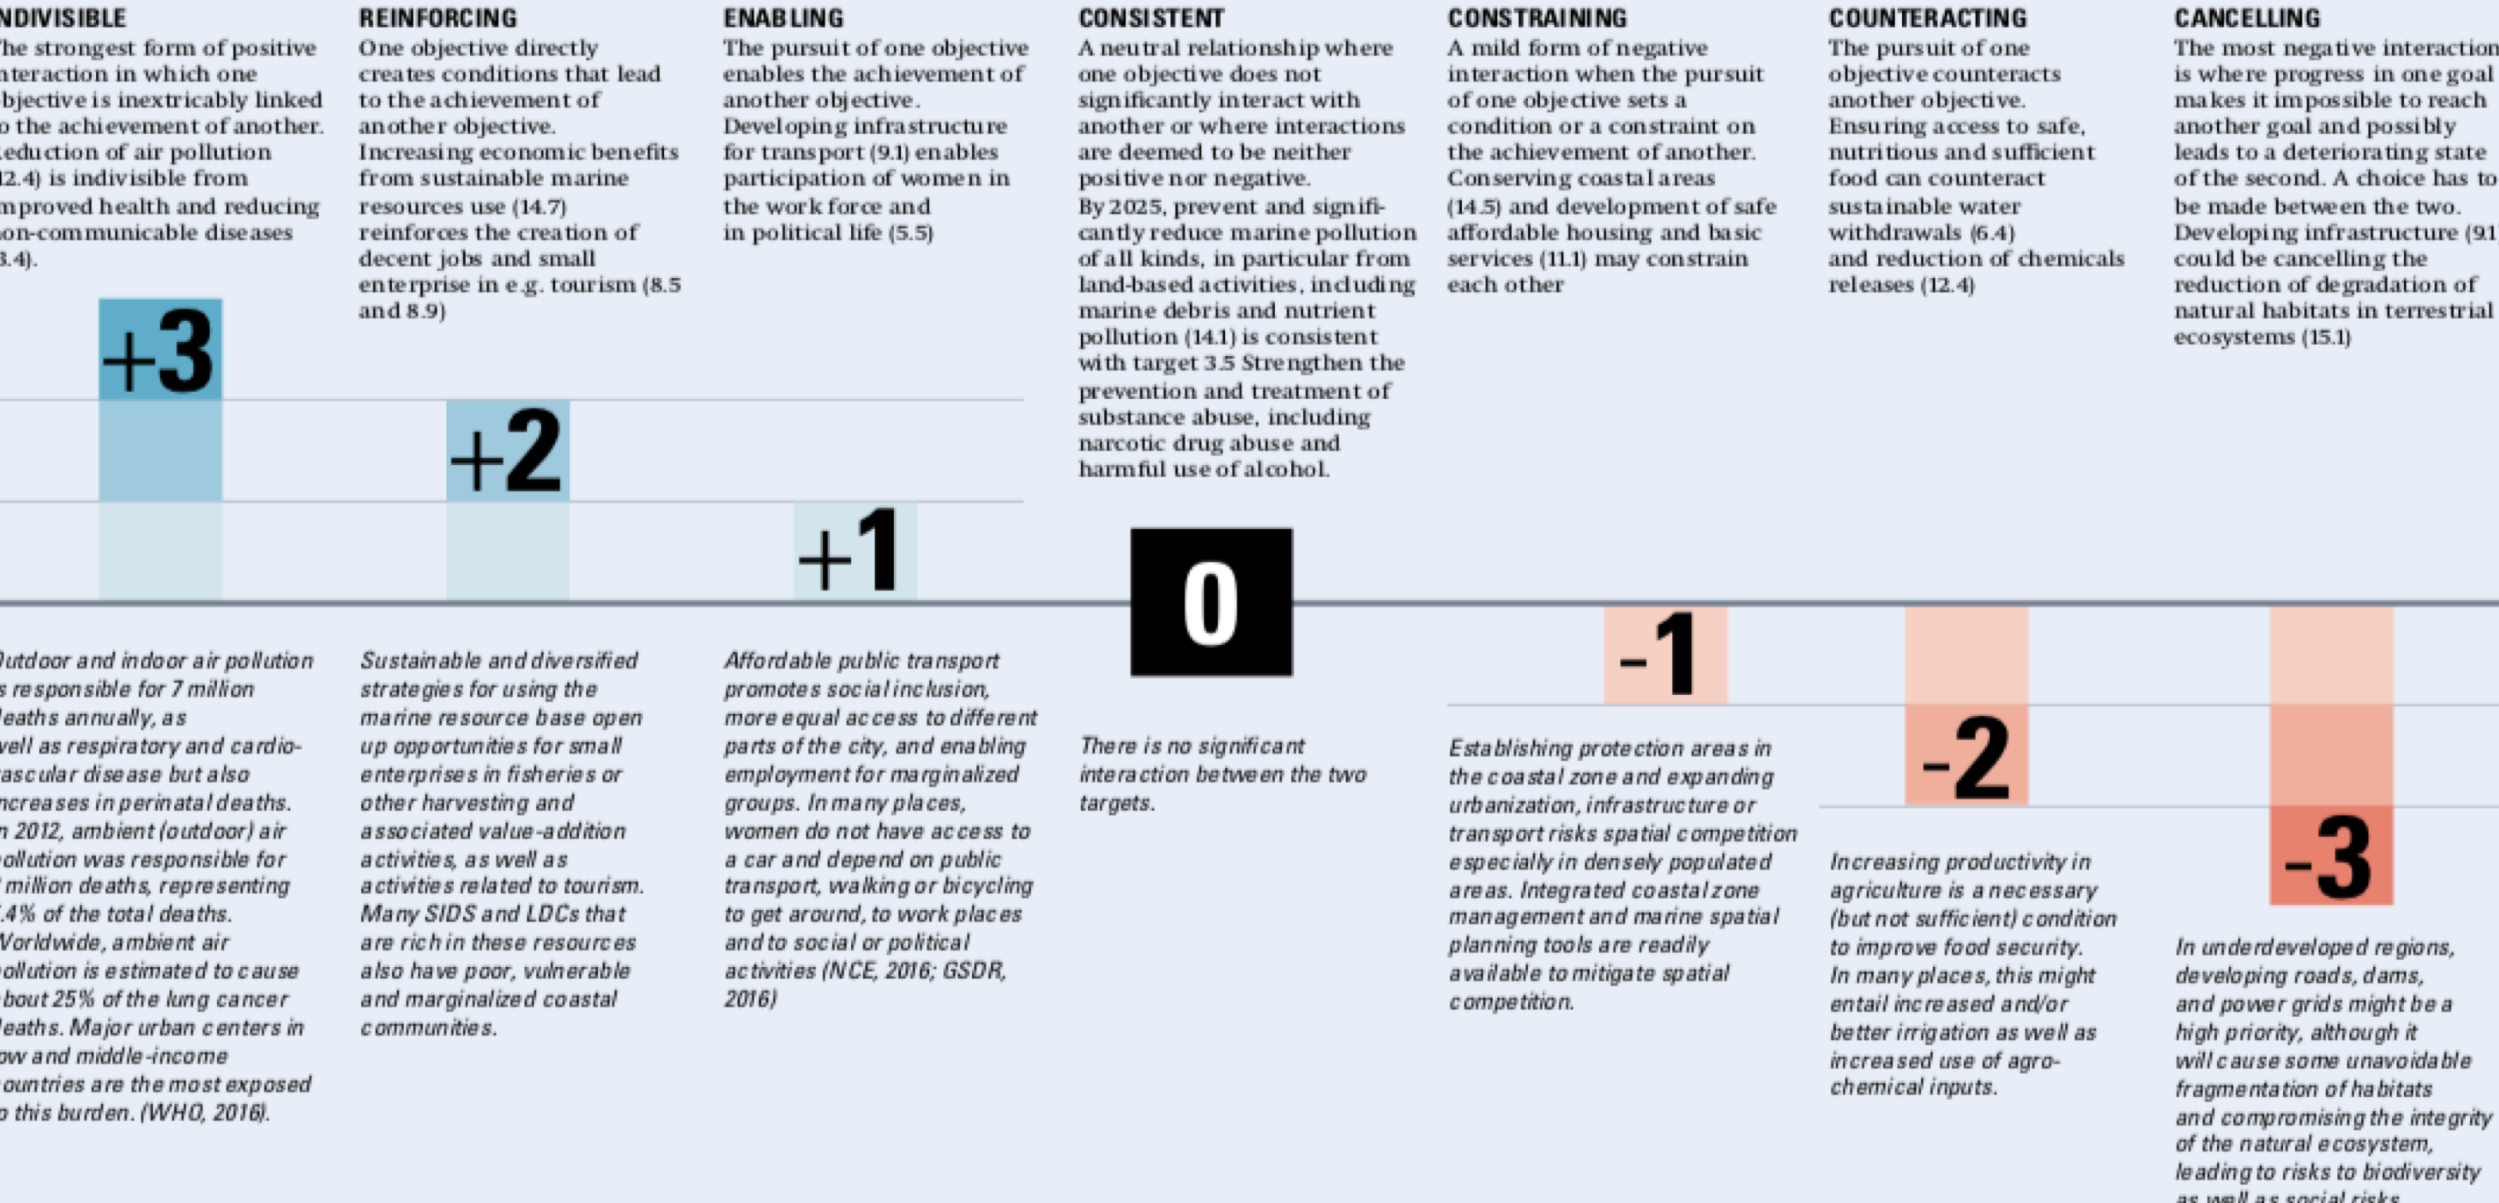 NDIVISIBLE
he strongest form of positive
nteraction in which one
bjective is inextricably linked
o the achievement of another.
eduction of air pollution
12.4) is indivisible from
mproved health and reducing
on-communicable diseases
3.4).
+3
Outdoor and indoor air pollution
s responsible for 7 million
eaths annually, as
well as respiratory and cardio-
ascular disease but also
ncreases in perinatal deaths.
n 2012, ambient (outdoor) air
ollution was responsible for
million deaths, representing
.4% of the total deaths.
Worldwide, ambient air
ollution is estimated to cause
bout 25% of the lung cancer
eaths. Major urban centers in
ow and middle-income
ountries are the most exposed
o this burden. (WHO, 2016).
REINFORCING
One objective directly
creates conditions that lead
to the achievement of
another objective.
Increasing economic benefits
from sustainable marine
resources use (14.7)
reinforces the creation of
decent jobs and small
enterprise in e.g. tourism (8.5
and 8.9)
+2
Sustainable and diversified
strategies for using the
marine resource base open
up opportunities for small
enterprises in fisheries or
other harvesting and
associated value-addition
activities, as well as
activities related to tourism.
Many SIDS and LDCs that
are rich in these resources
also have poor, vulnerable
and marginalized coastal
communities.
ENABLING
The pursuit of one objective
enables the achievement of
another objective.
Developing infrastructure
for transport (9.1) enables
participation of women in
the work force and
in political life (5.5)
+1
Affordable public transport
promotes social inclusion,
more equal access to different
parts of the city, and enabling
employment for marginalized
groups. In many places,
women do not have access to
a car and depend on public
transport, walking or bicycling
to get around, to work places
and to social or political
activities (NCE, 2016; GSDR,
2016)
CONSISTENT
A neutral relationship where
one objective does not
significantly interact with
another or where interactions
are deemed to be neither
positive nor negative.
By 2025, prevent and signifi-
cantly reduce marine pollution
of all kinds, in particular from
land-based activities, including
marine debris and nutrient
pollution (14.1) is consistent
with target 3.5 Strengthen the
prevention and treatment of
substance abuse, including
narcotic drug abuse and
harmful use of alcohol.
0
There is no significant
interaction between the two
targets.
CONSTRAINING
A mild form of negative
interaction when the pursuit
of one objective sets a
condition or a constraint on
the achievement of another.
Conserving coastal areas
(14.5) and development of safe
affordable housing and basic
services (11.1) may constrain
each other
-1
Establishing protection areas in
the coastal zone and expanding
urbanization, infrastructure or
transport risks spatial competition
especially in densely populated
areas. Integrated coastal zone
management and marine spatial
planning tools are readily
available to mitigate spatial
competition.
COUNTERACTING
The pursuit of one
objective counteracts
another objective.
Ensuring access to safe,
nutritious and sufficient
food can counteract
sustainable water
withdrawals (6.4)
and reduction of chemicals
releases (12.4)
-2
Increasing productivity in
agriculture is a necessary
(but not sufficient) condition
to improve food security.
In many places, this might
entail increased and/or
better irrigation as well as
increased use of agro-
chemical inputs.
CANCELLING
The most negative interaction
is where progress in one goal
makes it impossible to reach
another goal and possibly
leads to a deteriorating state
of the second. A choice has to
be made between the two.
Developing infrastructure (9.1)
could be cancelling the
reduction of degradation of
natural habitats in terrestrial
ecosystems (15.1)
-3
In underdeveloped regions,
developing roads, dams,
and power grids might be a
high priority, although it
will cause some unavoidable
fragmentation of habitats
and compromising the integrity
of the natural ecosystem,
leading to risks to biodiversity
as well as social risks